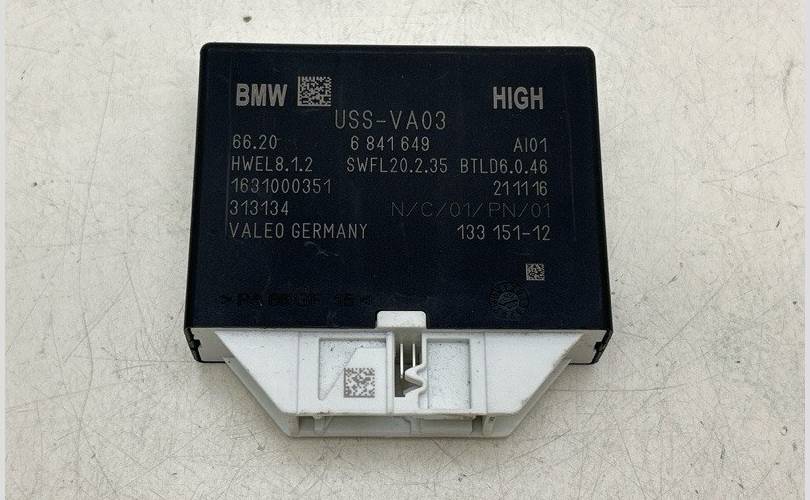 BMW HIGH
USS-VA03
66.20 6 841 649 AI01
HWEL8.1.2 SWFL20.2.35 BTLD6.0.46
1631000351 211116
313134 N/C/01/PN/01
VALEO GERMANY 133 151-12